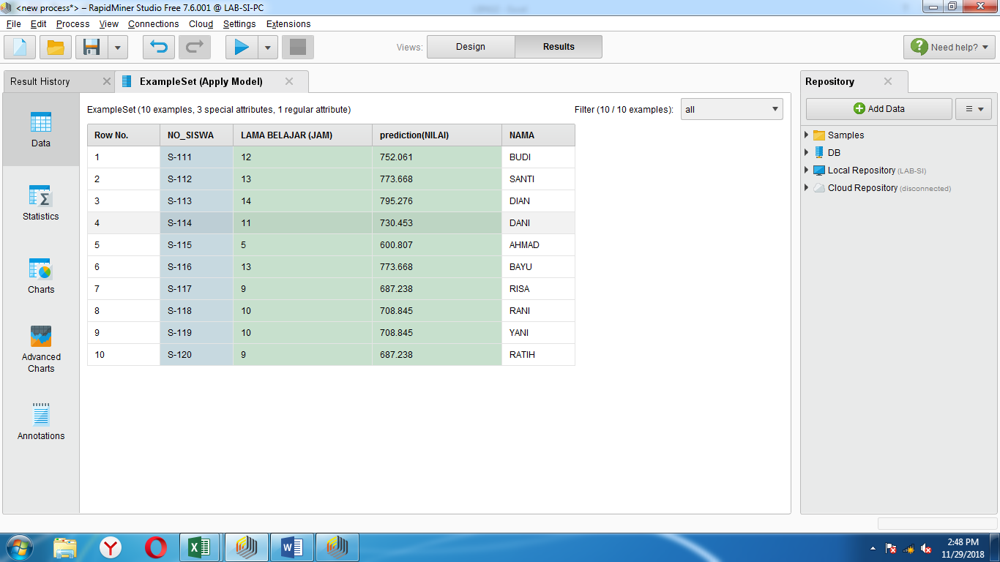 <new process*> – RapidMiner Studio Free 7.6.001 @ LAB-SI-PC
File Edit Process View Connections Cloud Settings Extensions
Views: Design Results Need help?
Result History ExampleSet (Apply Model) Repository
ExampleSet (10 examples, 3 special attributes, 1 regular attribute) Filter (10 / 10 examples): all
Add Data
Data
Statistics
Charts
Advanced
Charts
Annotations
Row No. NO_SISWA LAMA BELAJAR (JAM) prediction(NILAI) NAMA
1 S-111 12 752.061 BUDI
2 S-112 13 773.668 SANTI
3 S-113 14 795.276 DIAN
4 S-114 11 730.453 DANI
5 S-115 5 600.807 AHMAD
6 S-116 13 773.668 BAYU
7 S-117 9 687.238 RISA
8 S-118 10 708.845 RANI
9 S-119 10 708.845 YANI
10 S-120 9 687.238 RATIH
Samples
DB
Local Repository (LAB-SI)
Cloud Repository (disconnected)
2:48 PM
11/29/2018